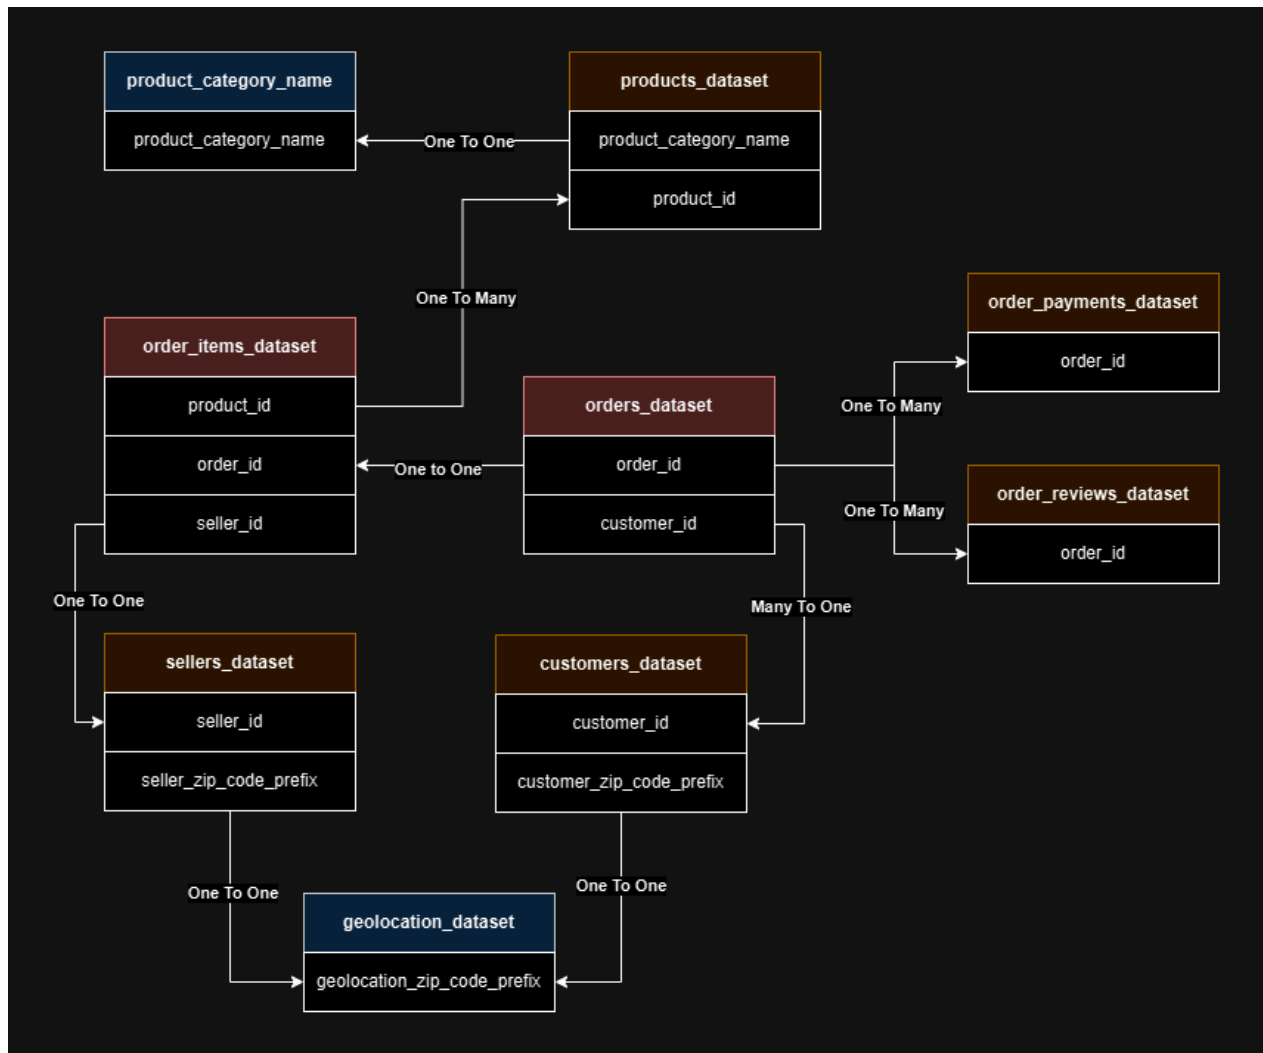 product_category_name
product_category_name
One To One
products_dataset
product_category_name
product_id
One To Many
order_items_dataset
product_id
order_id
seller_id
One to One
orders_dataset
order_id
customer_id
One To Many
order_payments_dataset
order_id
One To Many
order_reviews_dataset
order_id
One To One
Many To One
sellers_dataset
seller_id
seller_zip_code_prefix
customers_dataset
customer_id
customer_zip_code_prefix
One To One
One To One
geolocation_dataset
geolocation_zip_code_prefix